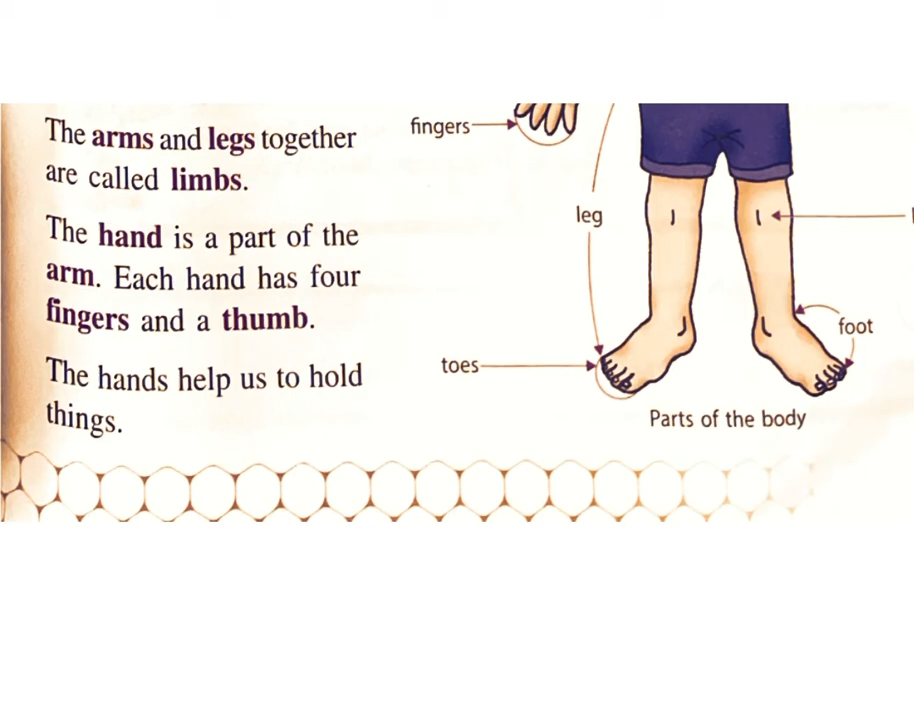 The arms and legs together
are called limbs.
The hand is a part of the
arm. Each hand has four
fingers and a thumb.
The hands help us to hold
things.
fingers
leg
foot
toes
Parts of the body